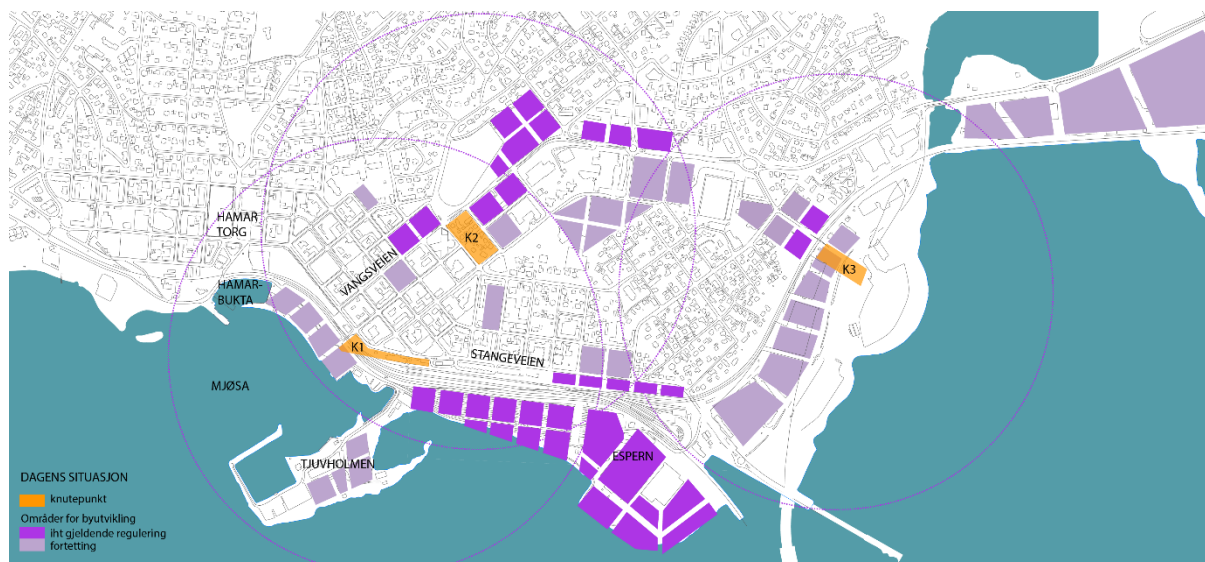 HAMAR
TORG
K2
VANGSVEIEN
K3
HAMAR-
BUKTA
K1
STANGEVEIEN
MJØSA
TJUVHOLMEN
ESPERN
DAGENS SITUASJON
knutepunkt
Områder for byutvikling
iht gjeldende regulering
fortetting